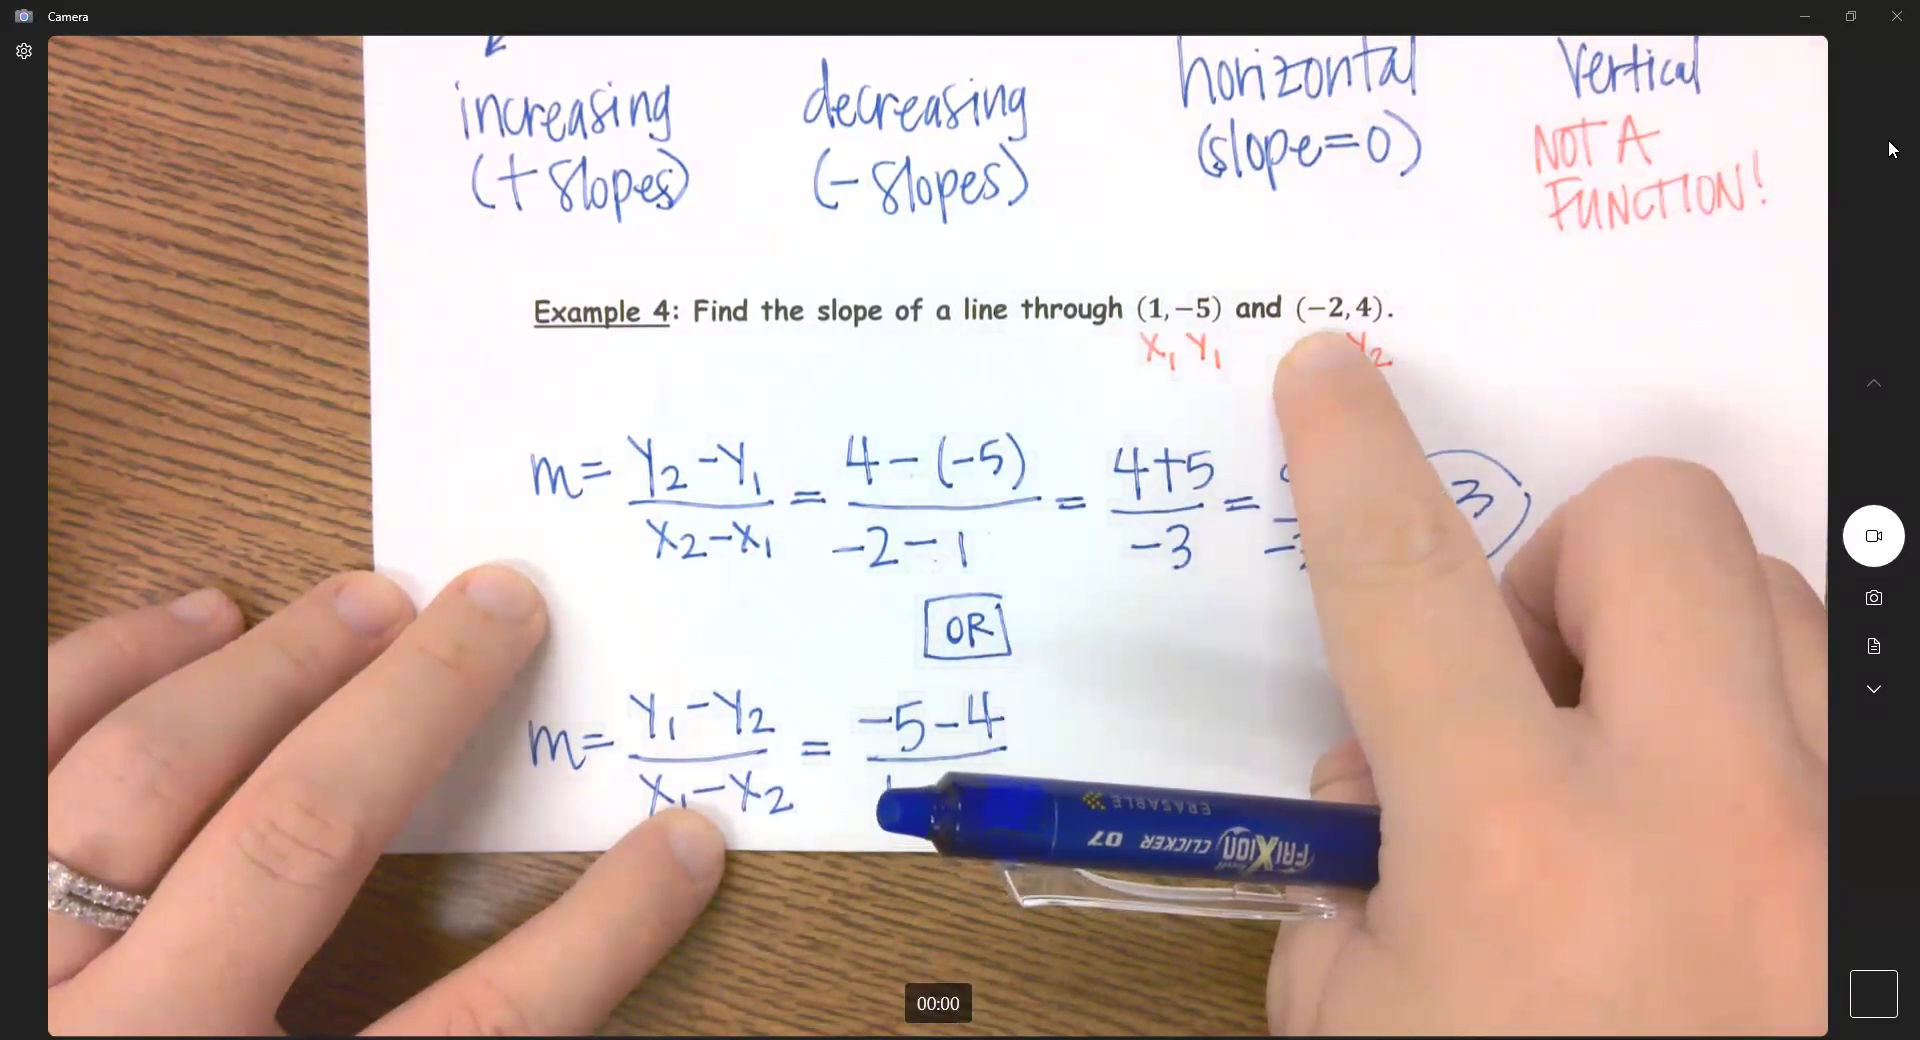 Camera
increasing decreasing horizontal Vertical
(+ slopes) (- slopes) (slope=0) NOT A
FUNCTION!
Example 4: Find the slope of a line through (1,−5) and (−2,4).
X₁ Y₁ Y₂
m= Y₂-Y₁ / X₂-X₁ = 4-(-5) / -2-1 = 4+5 / -3 = 3
OR
m= Y₁-Y₂ / X₁-X₂ = -5-4
ERASABLE
FRIXION CLICKER 07
00:00